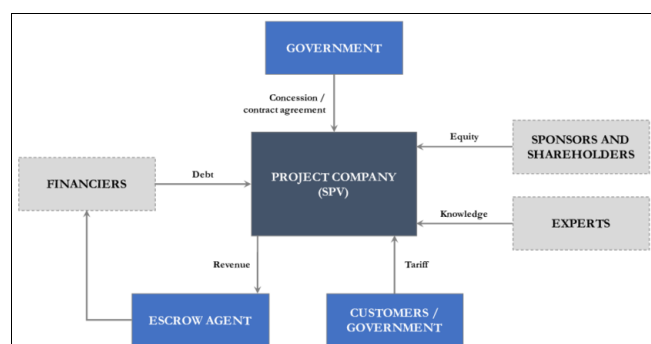 GOVERNMENT
Concession /
contract agreement
Equity
SPONSORS AND
SHAREHOLDERS
FINANCIERS
Debt
PROJECT COMPANY
(SPV)
Knowledge
EXPERTS
Revenue
Tariff
ESCROW AGENT
CUSTOMERS /
GOVERNMENT